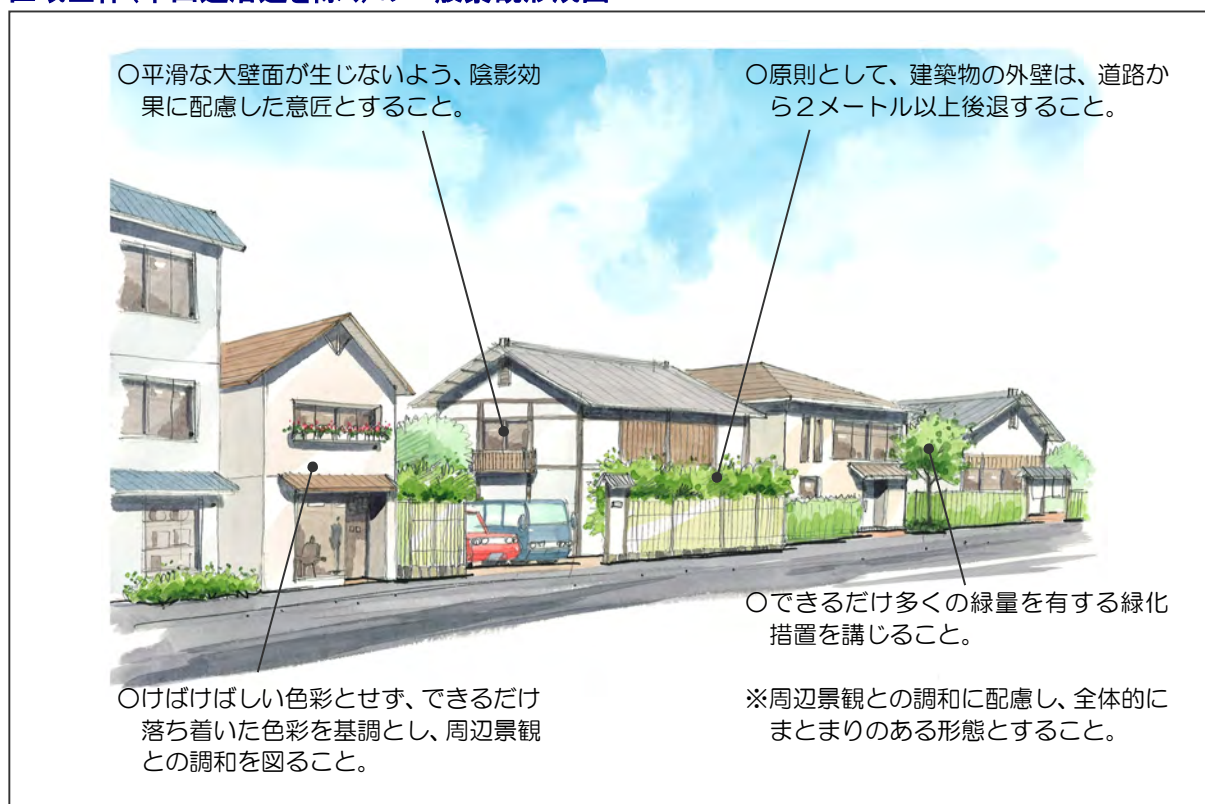 ○平滑な大壁面が生じないよう、陰影効
果に配慮した意匠とすること。
○原則として、建築物の外壁は、道路か
ら２メートル以上後退すること。
○できるだけ多くの緑量を有する緑化
措置を講じること。
○けばけばしい色彩とせず、できるだけ
落ち着いた色彩を基調とし、周辺景観
との調和を図ること。
※周辺景観との調和に配慮し、全体的に
まとまりのある形態とすること。